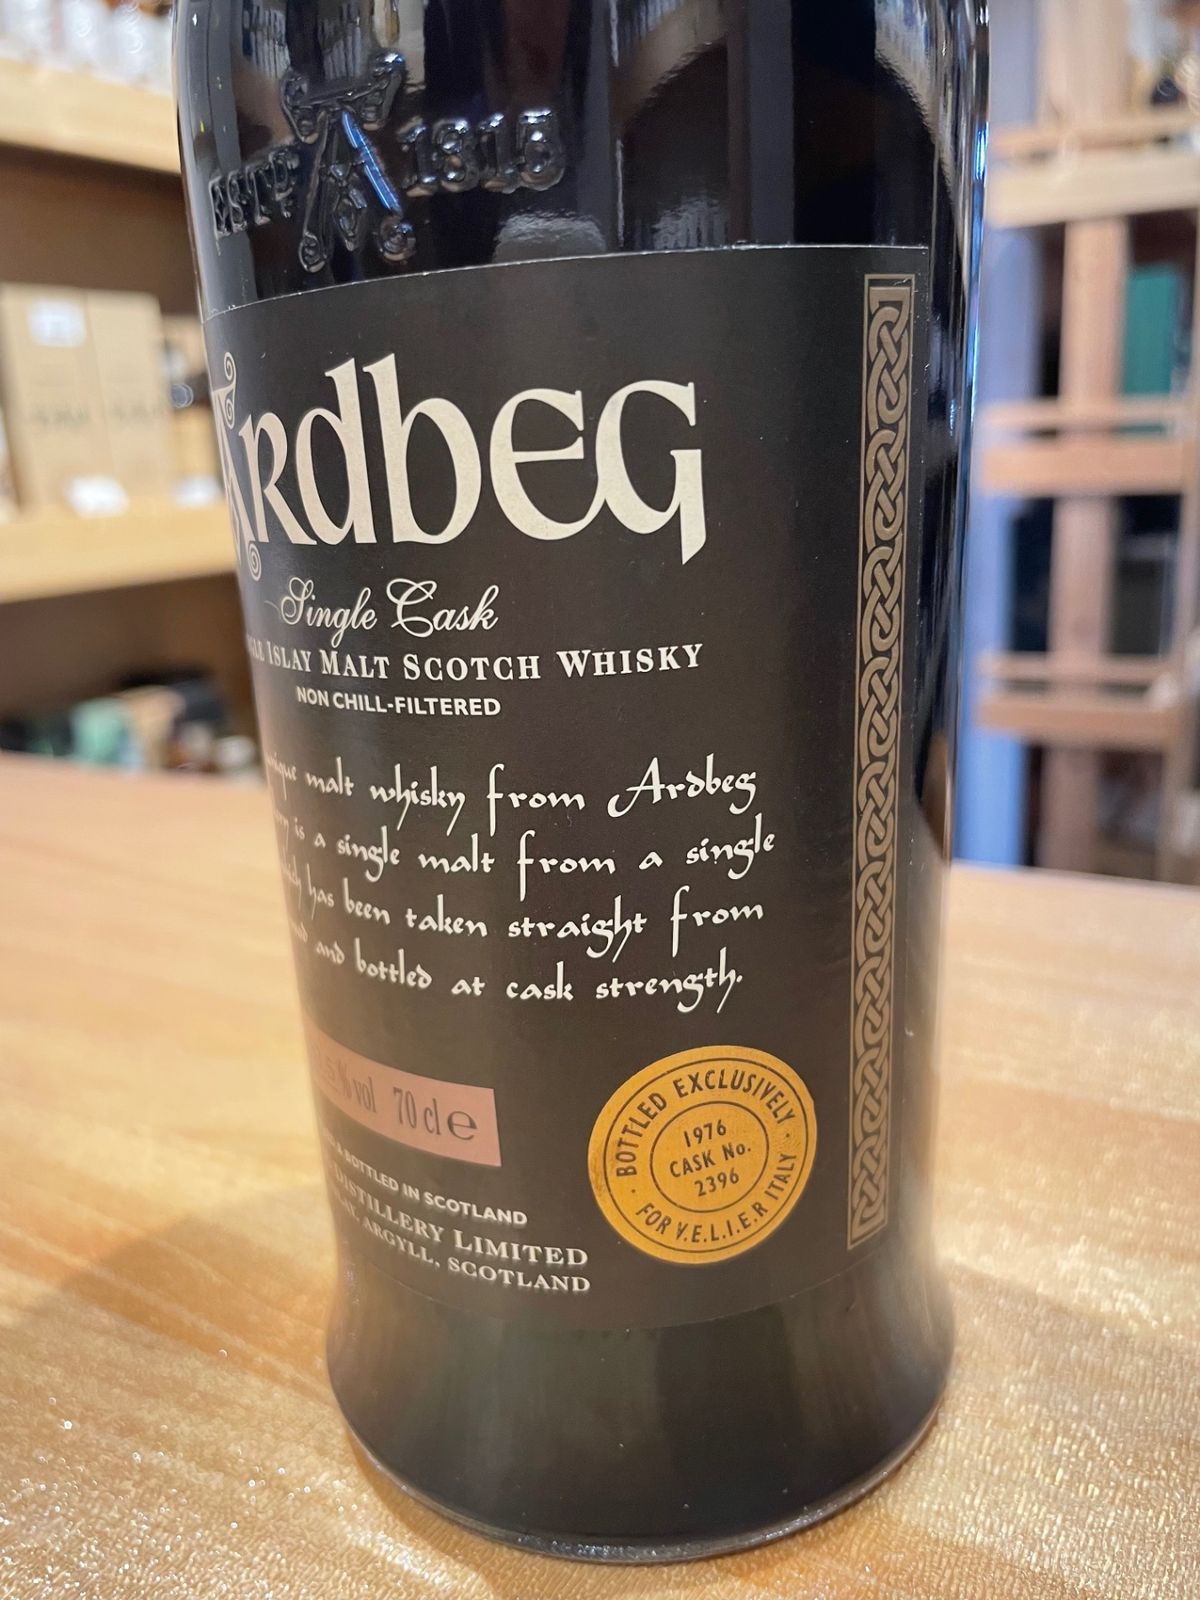 ESTD. A 1815
Ardbeg
Single Cask
ISLAY MALT SCOTCH WHISKY
NON CHILL-FILTERED
malt whisky from Ardbeg
is a single malt from a single
has been taken straight from
and bottled at cask strength.
% vol 70 cl e
BOTTLED IN SCOTLAND
DISTILLERY LIMITED
ARGYLL, SCOTLAND
BOTTLED EXCLUSIVELY
1976
CASK No.
2396
FOR V.E.L.I.E.R ITALY